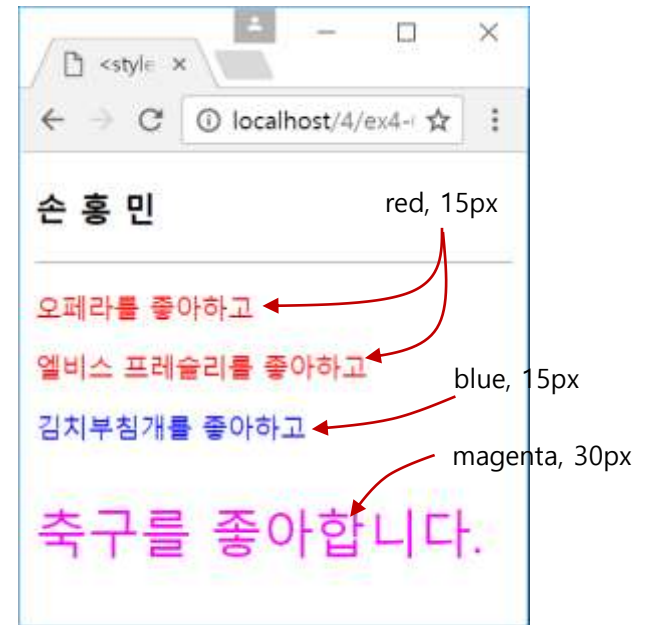 <style
localhost/4/ex4-
손 홍 민
red, 15px
오페라를 좋아하고
엘비스 프레슬리를 좋아하고
blue, 15px
김치부침개를 좋아하고
magenta, 30px
축구를 좋아합니다.